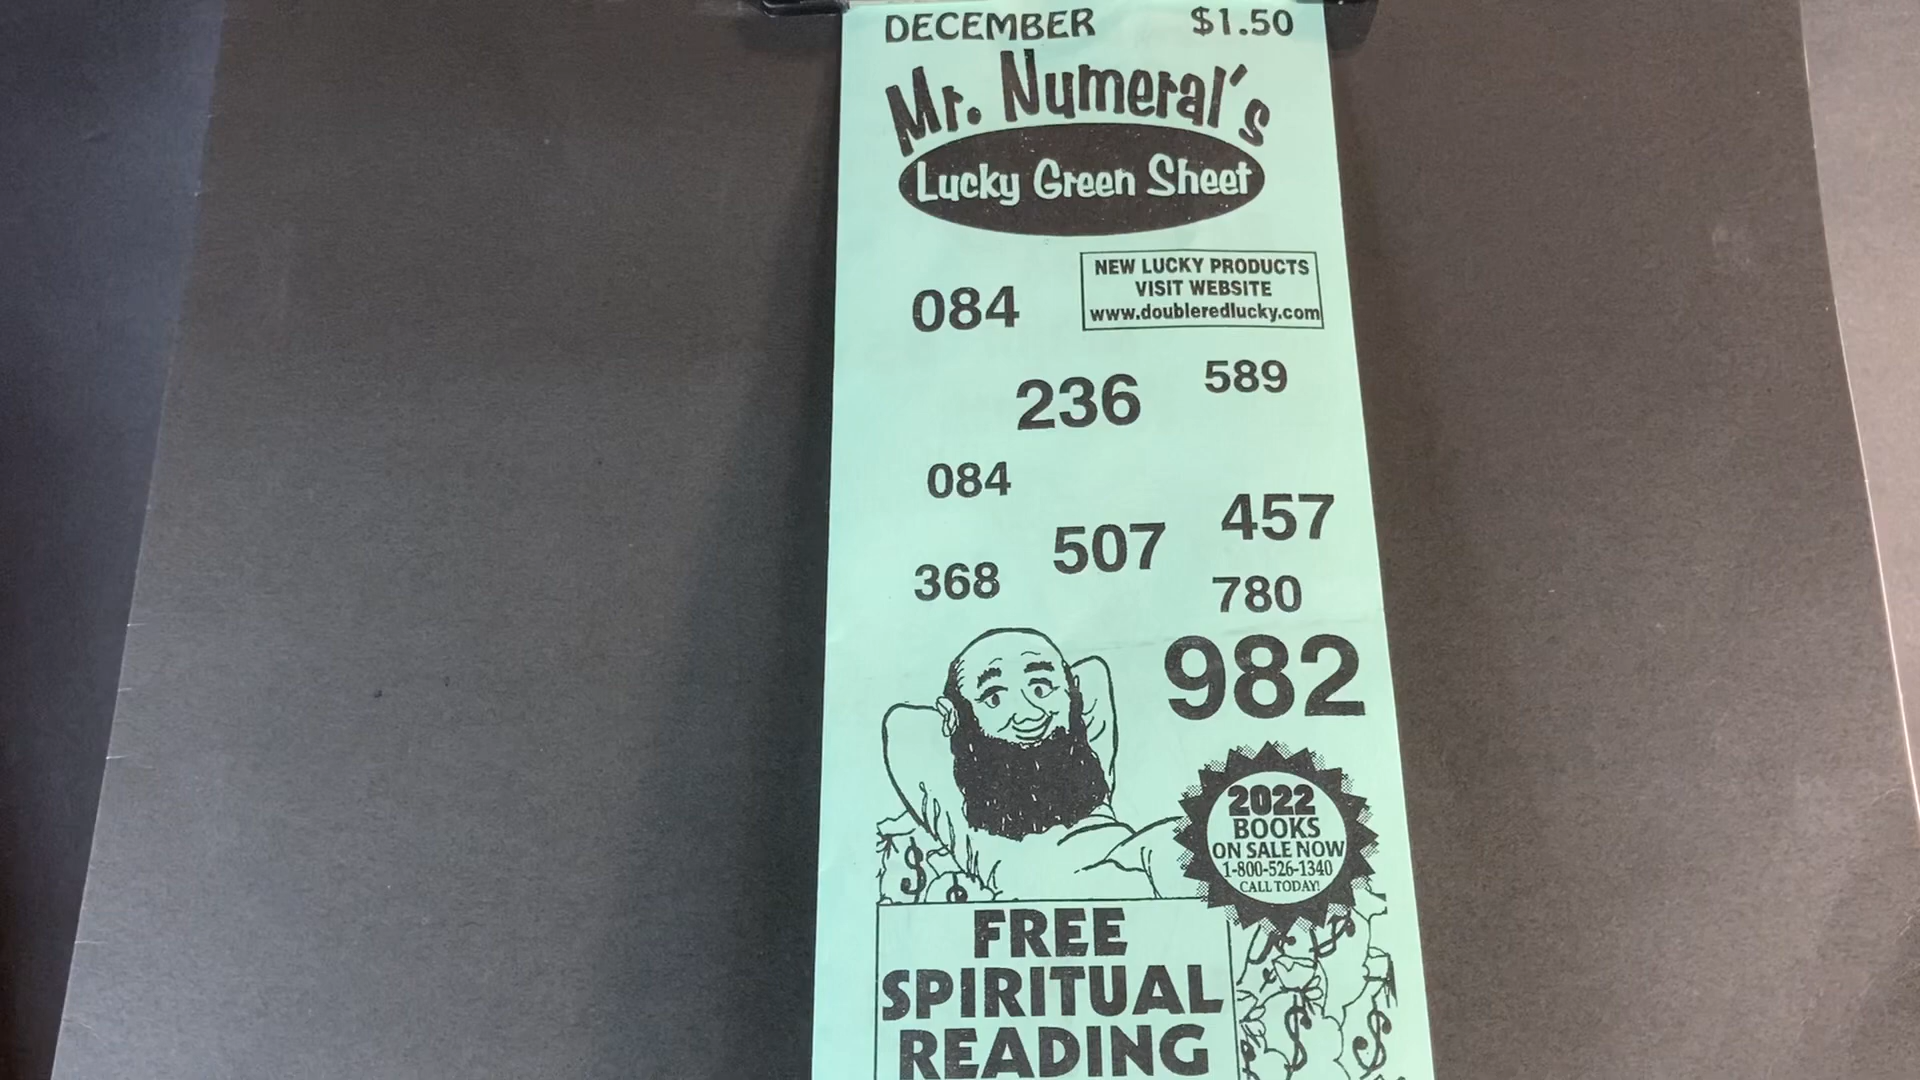 DECEMBER $1.50
Mr. Numeral's
Lucky Green Sheet
NEW LUCKY PRODUCTS
VISIT WEBSITE
www.doubleredlucky.com
084
589
236
084
457
507
368
780
982
2022
BOOKS
ON SALE NOW
1-800-526-1340
CALL TODAY!
$
$
FREE
SPIRITUAL
READING
$
$
$
$